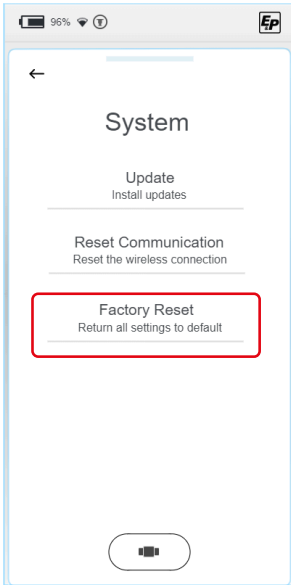 96% T EP
System
Update
Install updates
Reset Communication
Reset the wireless connection
Factory Reset
Return all settings to default